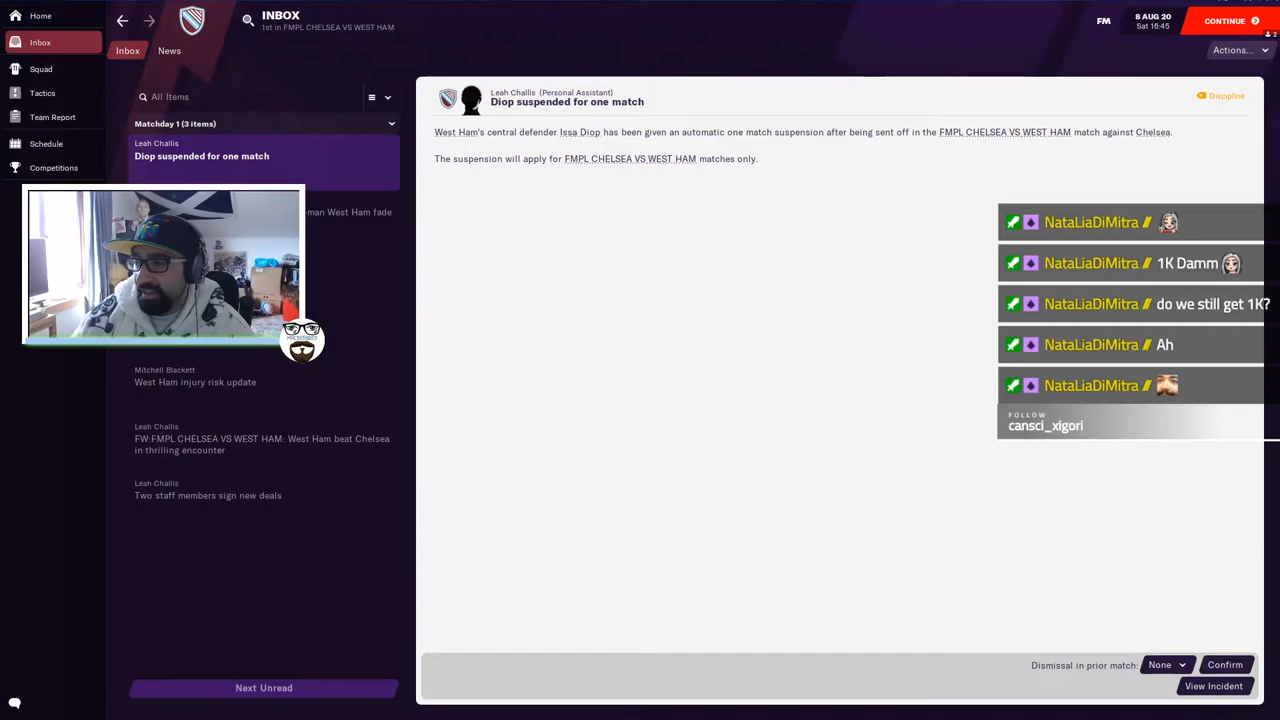 Home
Inbox
Squad
Tactics
Team Report
Schedule
Competitions
INBOX
1st in FMPL CHELSEA VS WEST HAM
FM
8 AUG 20
Sat 16:45
CONTINUE
2
Inbox
News
Actions...
All Items
Matchday 1 (3 items)
Leah Challis
Diop suspended for one match
man West Ham fade
Mitchell Blackett
West Ham injury risk update
Leah Challis
FW:FMPL CHELSEA VS WEST HAM: West Ham beat Chelsea
in thrilling encounter
Leah Challis
Two staff members sign new deals
Next Unread
Leah Challis (Personal Assistant)
Diop suspended for one match
Discipline
West Ham's central defender Issa Diop has been given an automatic one match suspension after being sent off in the FMPL CHELSEA VS WEST HAM match against Chelsea.
The suspension will apply for FMPL CHELSEA VS WEST HAM matches only.
NataLiaDiMitra //
NataLiaDiMitra // 1K Damm
NataLiaDiMitra // do we still get 1K?
NataLiaDiMitra // Ah
NataLiaDiMitra //
FOLLOW
cansci_xigori
Dismissal in prior match: None
Confirm
View Incident